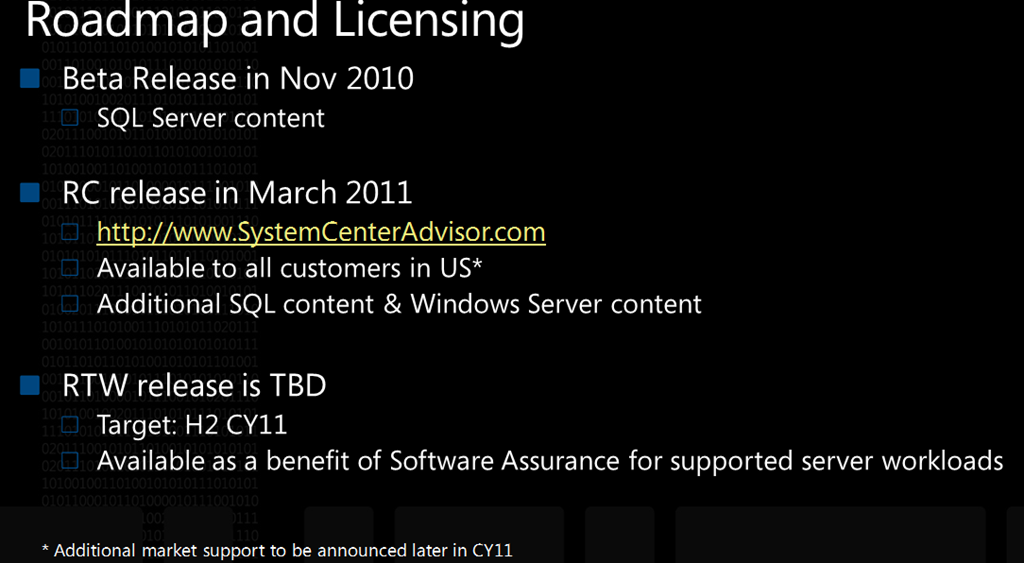 Roadmap and Licensing
Beta Release in Nov 2010
SQL Server content
RC release in March 2011
http://www.SystemCenterAdvisor.com
Available to all customers in US*
Additional SQL content & Windows Server content
RTW release is TBD
Target: H2 CY11
Available as a benefit of Software Assurance for supported server workloads
* Additional market support to be announced later in CY11